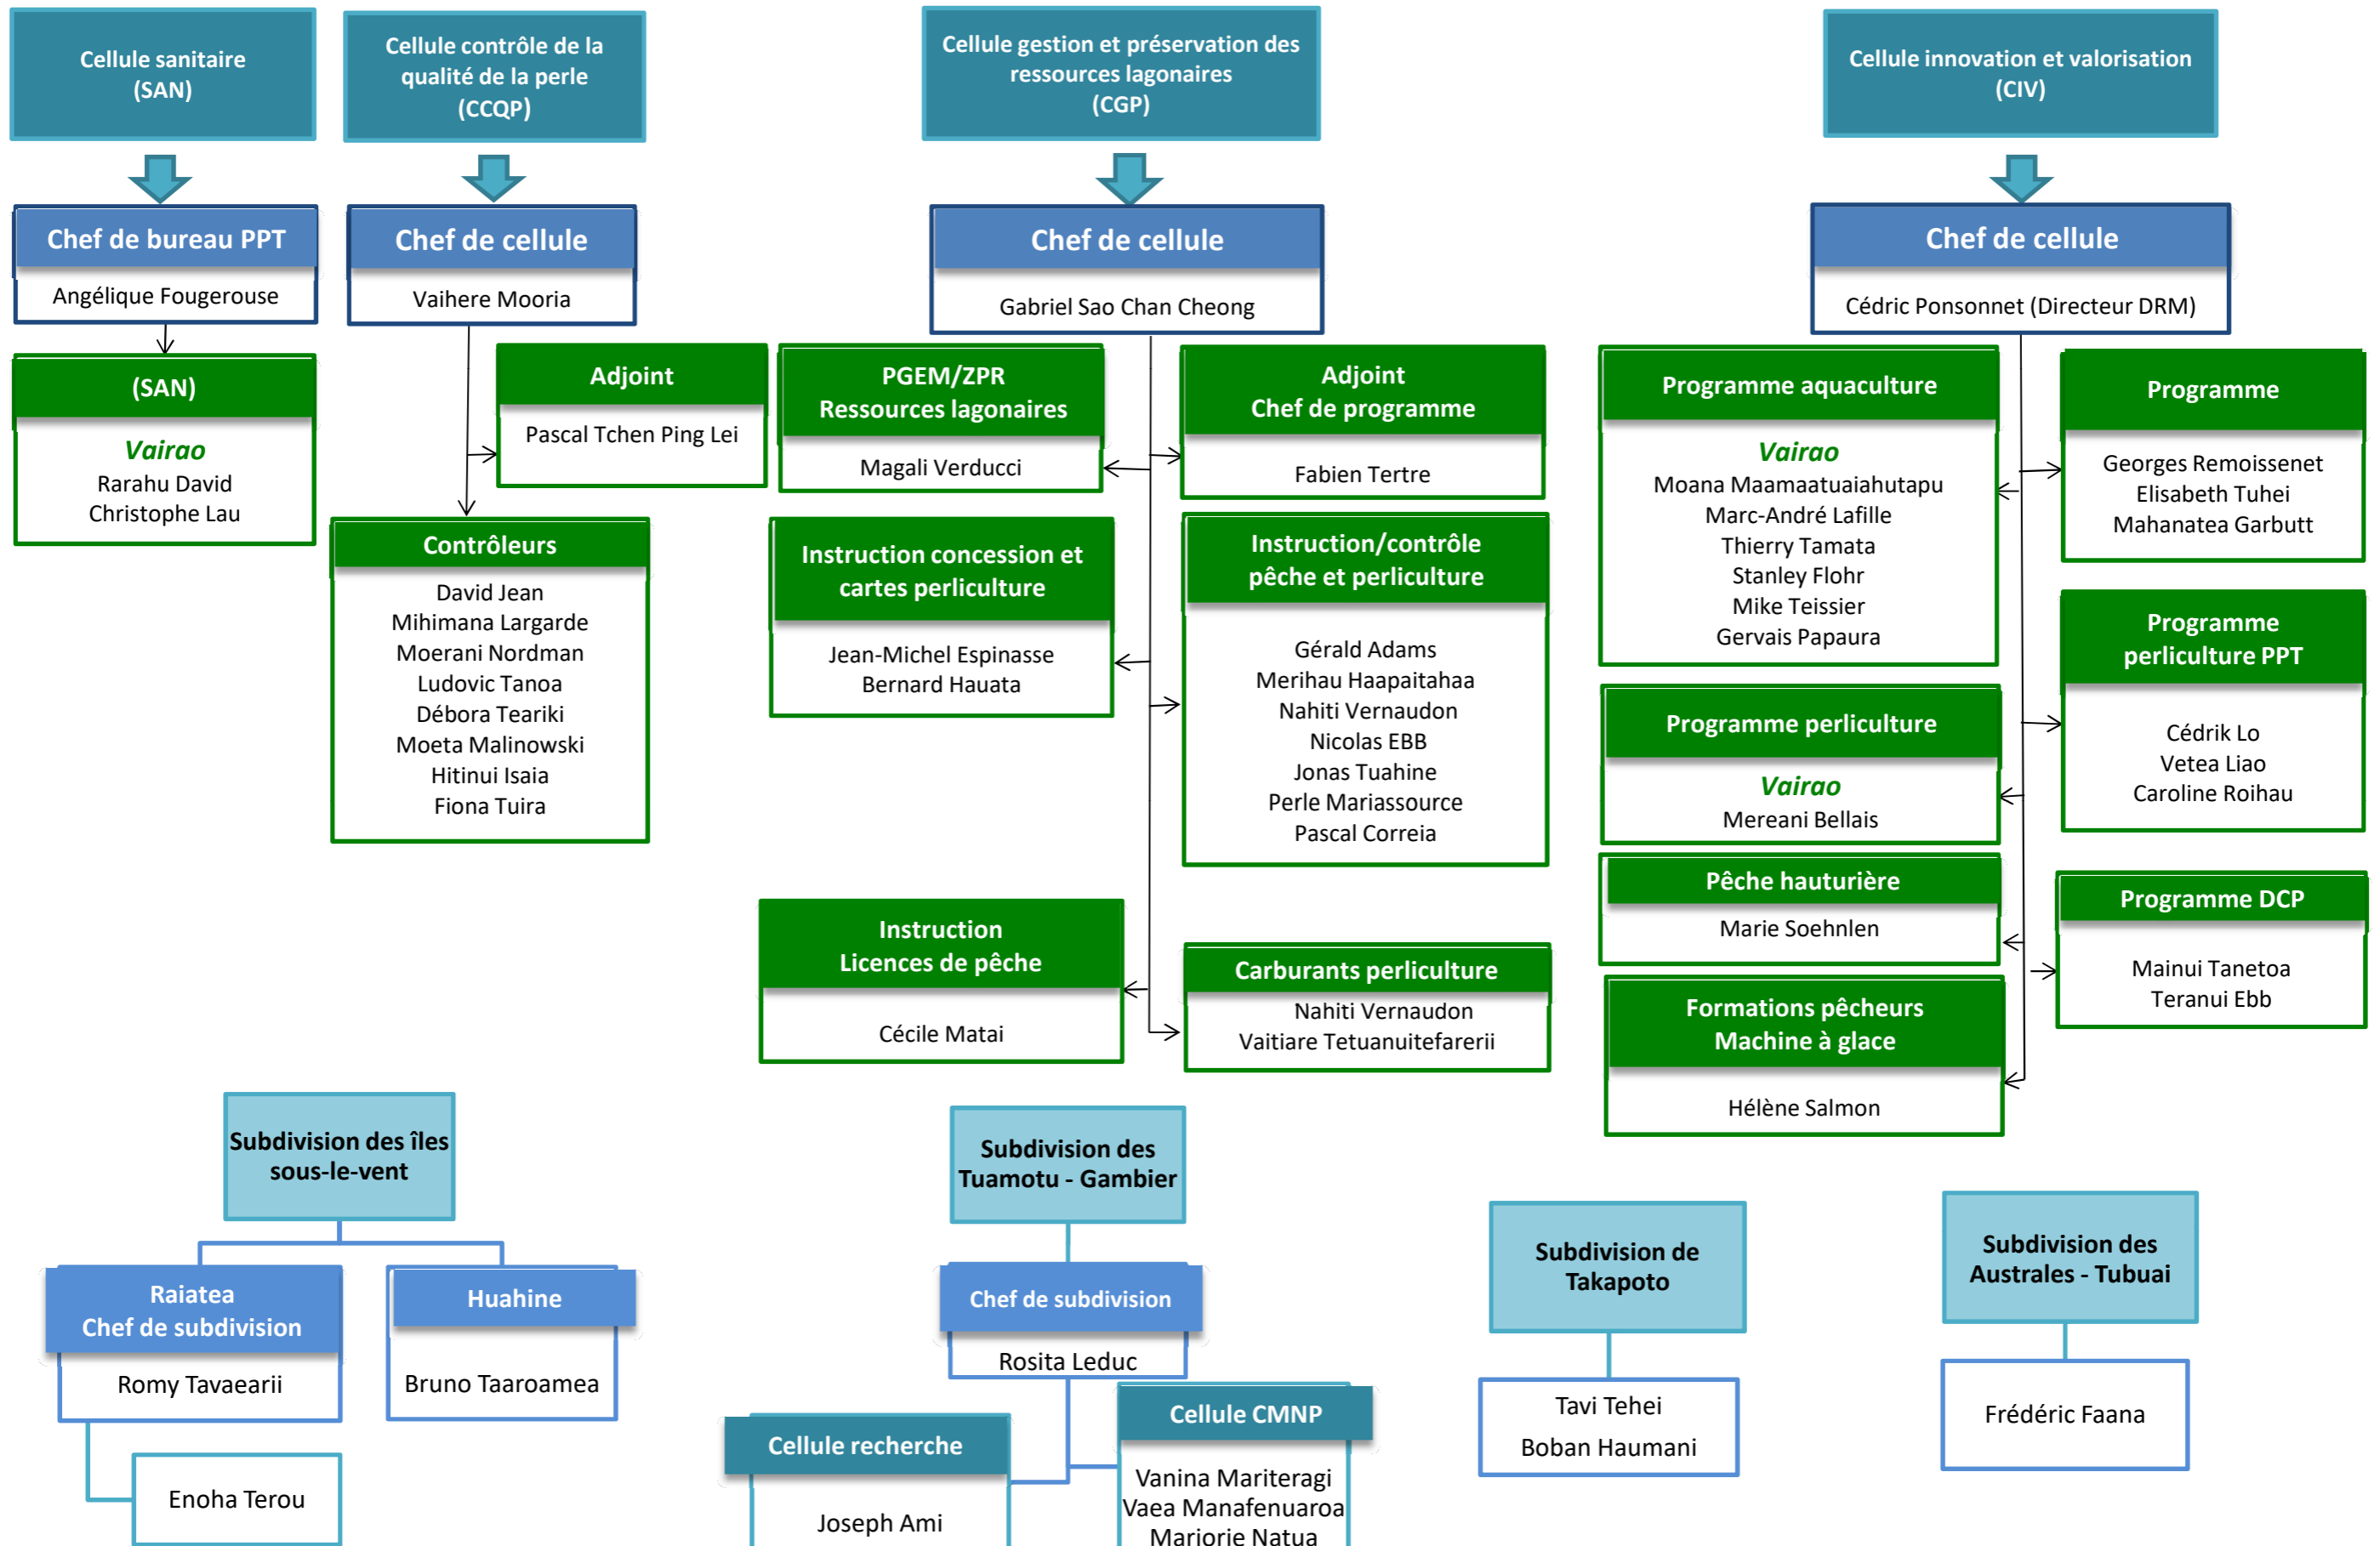 Cellule sanitaire
(SAN)
Cellule contrôle de la
qualité de la perle
(CCQP)
Cellule gestion et préservation des
ressources lagonaires
(CGP)
Cellule innovation et valorisation
(CIV)
Chef de bureau PPT
Angélique Fougerouse
(SAN)
Vairao
Rarahu David
Christophe Lau
Chef de cellule
Vaihere Mooria
Adjoint
Pascal Tchen Ping Lei
Contrôleurs
David Jean
Mihimana Largarde
Moerani Nordman
Ludovic Tanoa
Débora Teariki
Moeta Malinowski
Hitinui Isaia
Fiona Tuira
Chef de cellule
Gabriel Sao Chan Cheong
PGEM/ZPR
Ressources lagonaires
Magali Verducci
Adjoint
Chef de programme
Fabien Tertre
Instruction concession et
cartes perliculture
Jean-Michel Espinasse
Bernard Hauata
Instruction/contrôle
pêche et perliculture
Gérald Adams
Merihau Haapaitahaa
Nahiti Vernaudon
Nicolas EBB
Jonas Tuahine
Perle Mariassource
Pascal Correia
Instruction
Licences de pêche
Cécile Matai
Carburants perliculture
Nahiti Vernaudon
Vaitiare Tetuanuitefarerii
Chef de cellule
Cédric Ponsonnet (Directeur DRM)
Programme aquaculture
Vairao
Moana Maamaatuaiahutapu
Marc-André Lafille
Thierry Tamata
Stanley Flohr
Mike Teissier
Gervais Papaura
Programme
Georges Remoissenet
Elisabeth Tuhei
Mahanatea Garbutt
Programme perliculture
Vairao
Mereani Bellais
Programme
perliculture PPT
Cédrik Lo
Vetea Liao
Caroline Roihau
Pêche hauturière
Marie Soehnlen
Programme DCP
Mainui Tanetoa
Teranui Ebb
Formations pêcheurs
Machine à glace
Hélène Salmon
Subdivision des îles
sous-le-vent
Raiatea
Chef de subdivision
Romy Tavaearii
Enoha Terou
Huahine
Bruno Taaroamea
Subdivision des
Tuamotu - Gambier
Chef de subdivision
Rosita Leduc
Cellule recherche
Joseph Ami
Cellule CMNP
Vanina Mariteragi
Vaea Manafenuaroa
Marjorie Natua
Subdivision de
Takapoto
Tavi Tehei
Boban Haumani
Subdivision des
Australes - Tubuai
Frédéric Faana